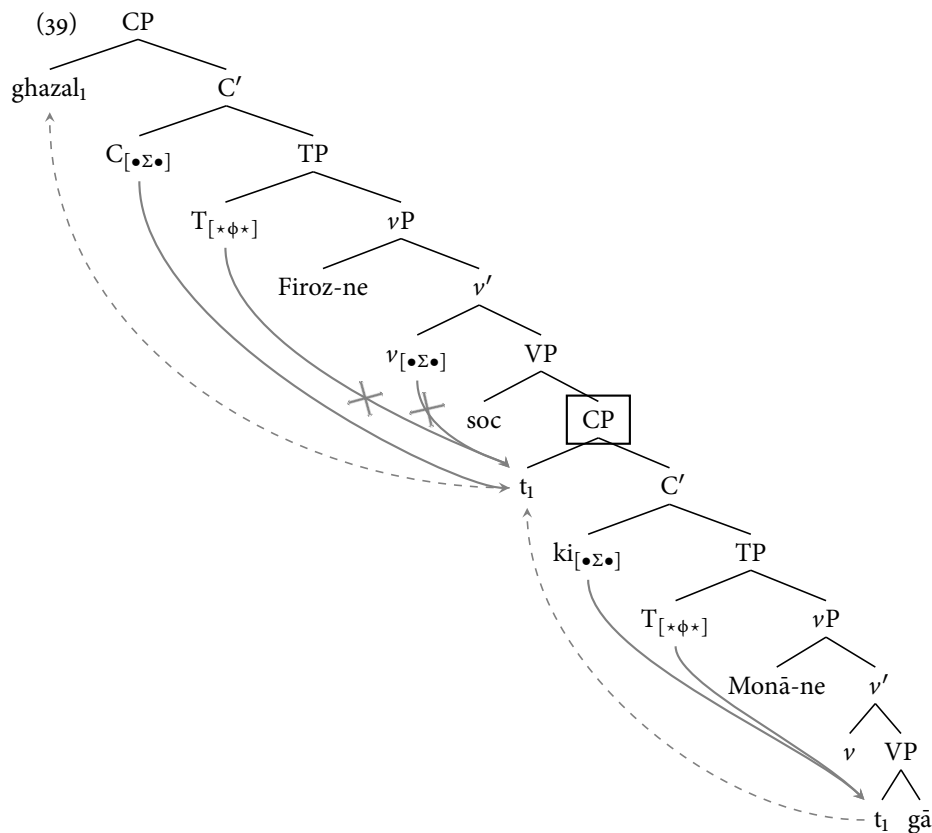 (39) CP
ghazal₁ C′
C[•Σ•] TP
T[⋆ϕ⋆] vP
Firoz-ne v′
v[•Σ•] VP
soc CP
t₁ C′
ki[•Σ•] TP
T[⋆ϕ⋆] vP
Monā-ne v′
v VP
t₁ gā